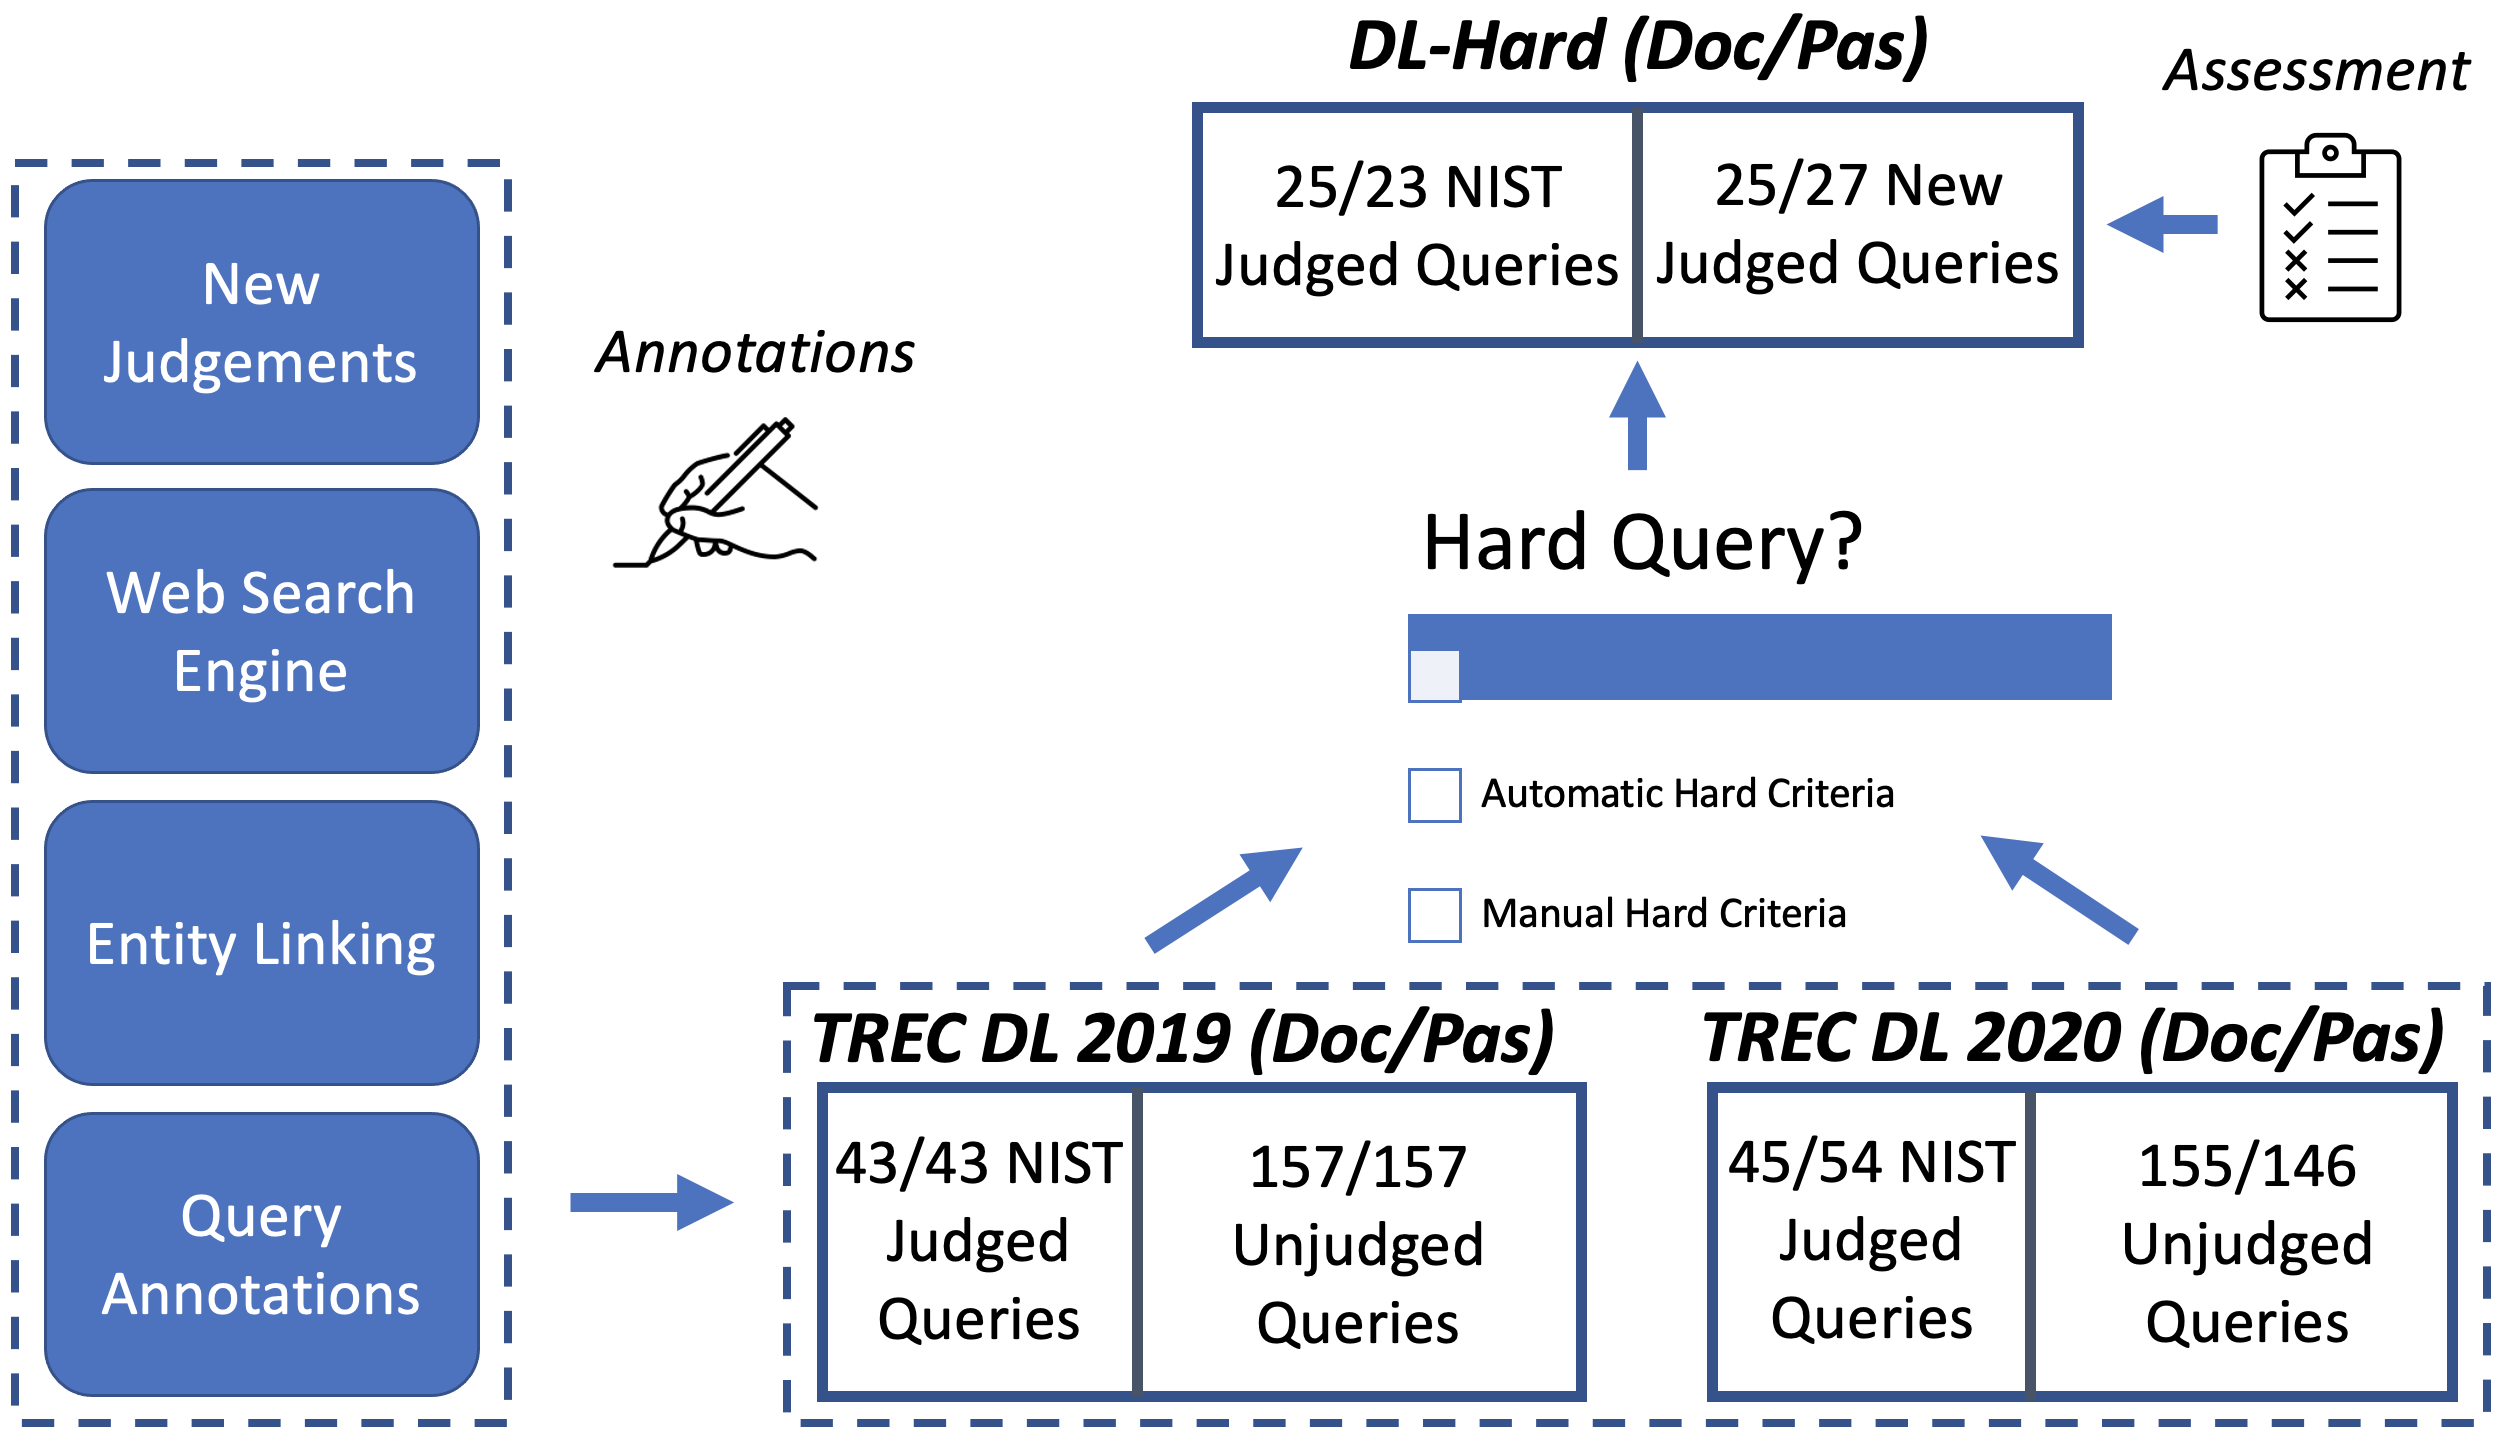 DL-Hard (Doc/Pas)
Assessment
25/23 NIST
Judged Queries
25/27 New
Judged Queries
New
Judgements
Annotations
Web Search
Engine
Hard Query?
Automatic Hard Criteria
Manual Hard Criteria
Entity Linking
Query
Annotations
TREC DL 2019 (Doc/Pas)
43/43 NIST
Judged
Queries
157/157
Unjudged
Queries
TREC DL 2020 (Doc/Pas)
45/54 NIST
Judged
Queries
155/146
Unjudged
Queries